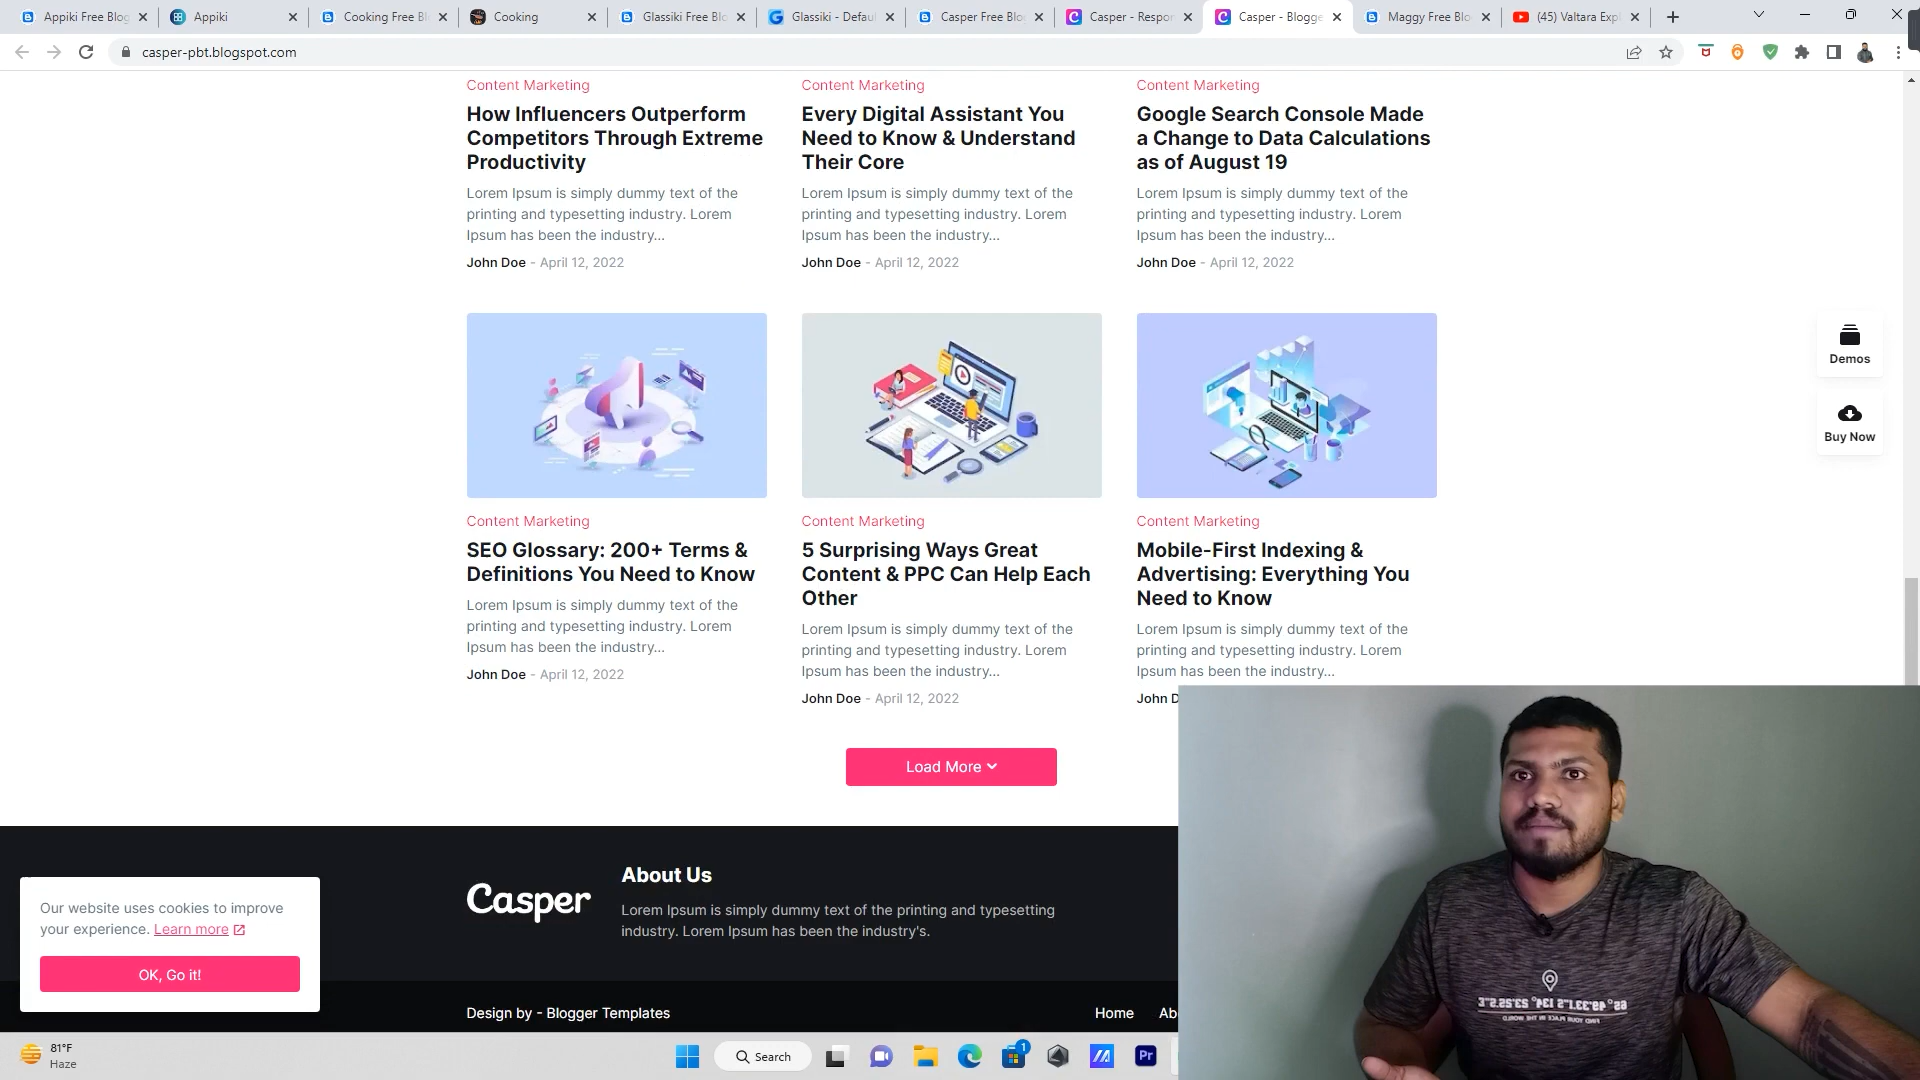 Appiki Free Blog
Appiki
Cooking Free Bl
Cooking
Glassiki Free Blo
Glassiki - Defau
Casper Free Blo
Casper - Respon
Casper - Blogge
Maggy Free Blo
(45) Valtara Exp
casper-pbt.blogspot.com
Content Marketing
How Influencers Outperform
Competitors Through Extreme
Productivity
Lorem Ipsum is simply dummy text of the
printing and typesetting industry. Lorem
Ipsum has been the industry...
John Doe - April 12, 2022
Content Marketing
Every Digital Assistant You
Need to Know & Understand
Their Core
Lorem Ipsum is simply dummy text of the
printing and typesetting industry. Lorem
Ipsum has been the industry...
John Doe - April 12, 2022
Content Marketing
Google Search Console Made
a Change to Data Calculations
as of August 19
Lorem Ipsum is simply dummy text of the
printing and typesetting industry. Lorem
Ipsum has been the industry...
John Doe - April 12, 2022
Demos
Buy Now
Content Marketing
SEO Glossary: 200+ Terms &
Definitions You Need to Know
Lorem Ipsum is simply dummy text of the
printing and typesetting industry. Lorem
Ipsum has been the industry...
John Doe - April 12, 2022
Content Marketing
5 Surprising Ways Great
Content & PPC Can Help Each
Other
Lorem Ipsum is simply dummy text of the
printing and typesetting industry. Lorem
Ipsum has been the industry...
John Doe - April 12, 2022
Content Marketing
Mobile-First Indexing &
Advertising: Everything You
Need to Know
Lorem Ipsum is simply dummy text of the
printing and typesetting industry. Lorem
Ipsum has been the industry...
John D
Load More
Casper
About Us
Lorem Ipsum is simply dummy text of the printing and typesetting
industry. Lorem Ipsum has been the industry's.
Our website uses cookies to improve
your experience. Learn more
OK, Go it!
Design by - Blogger Templates
Home
Ab
81°F
Haze
Search
1
Pr
FIND YOUR PLACE IN THE WORLD